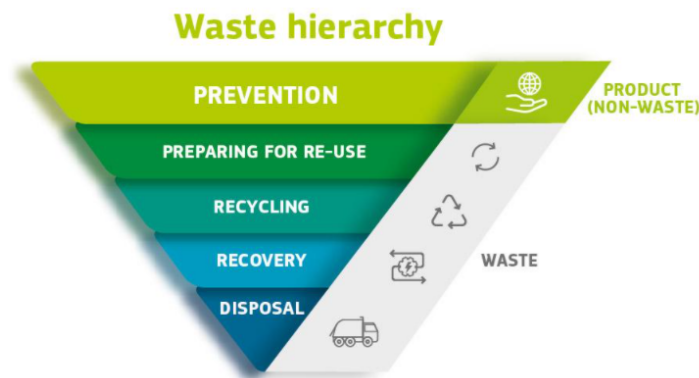 Waste hierarchy
PREVENTION
PRODUCT
(NON-WASTE)
PREPARING FOR RE-USE
RECYCLING
RECOVERY
WASTE
DISPOSAL